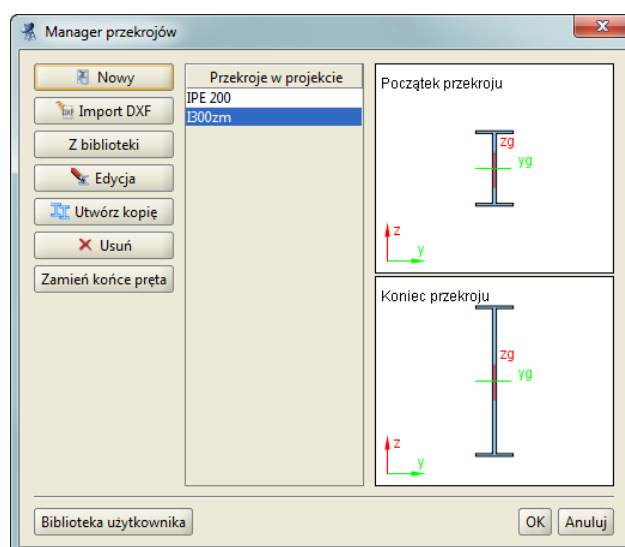 Manager przekrojów
Nowy
Import DXF
Z biblioteki
Edycja
Utwórz kopię
Usuń
Zamień końce pręta
Przekroje w projekcie
IPE 200
I300zm
Początek przekroju
zg
yg
z
y
Koniec przekroju
zg
yg
z
y
Biblioteka użytkownika
OK
Anuluj